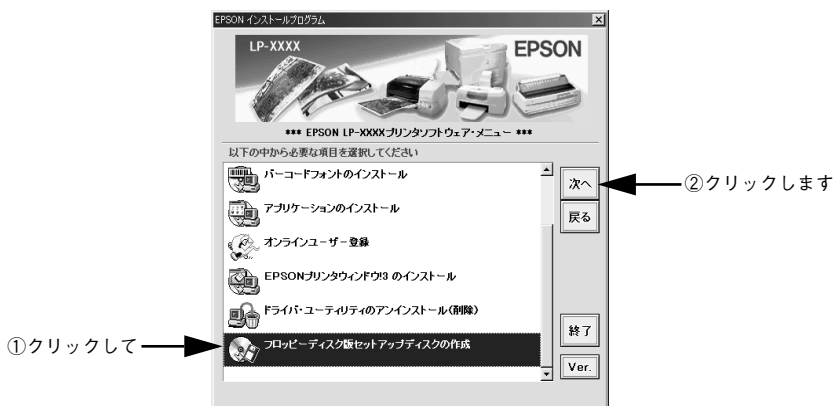 EPSON インストールプログラム
LP-XXXX
EPSON
*** EPSON LP-XXXXプリンタソフトウェア・メニュー ***
以下の中から必要な項目を選択してください
バーコードフォントのインストール
アプリケーションのインストール
オンラインユーザー登録
EPSONプリンタウィンドウ!3 のインストール
ドライバ・ユーティリティのアンインストール(削除)
フロッピーディスク版セットアップディスクの作成
次へ
戻る
終了
Ver.
①クリックして
②クリックします